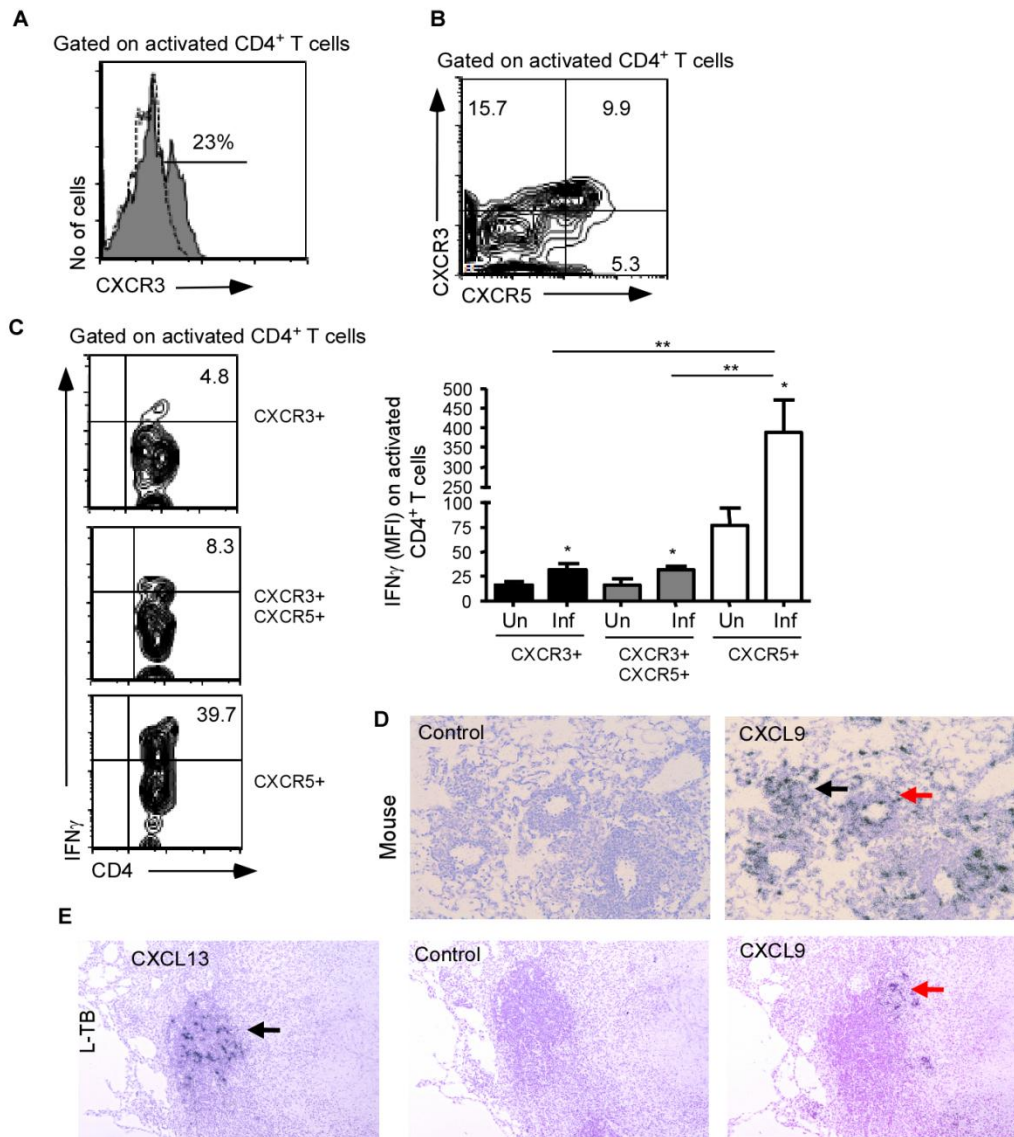 A
Gated on activated CD4⁺ T cells
23%
No of cells
CXCR3
B
Gated on activated CD4⁺ T cells
15.7
9.9
5.3
CXCR3
CXCR5
C
Gated on activated CD4⁺ T cells
4.8
CXCR3+
8.3
CXCR3+
CXCR5+
39.7
CXCR5+
IFNγ
CD4
**
**
*
*
*
IFNγ (MFI) on activated
CD4⁺ T cells
500
450
400
350
300
250
100
75
50
25
0
Un
Inf
Un
Inf
Un
Inf
CXCR3+
CXCR3+
CXCR5+
CXCR5+
D
Mouse
Control
CXCL9
E
L-TB
CXCL13
Control
CXCL9